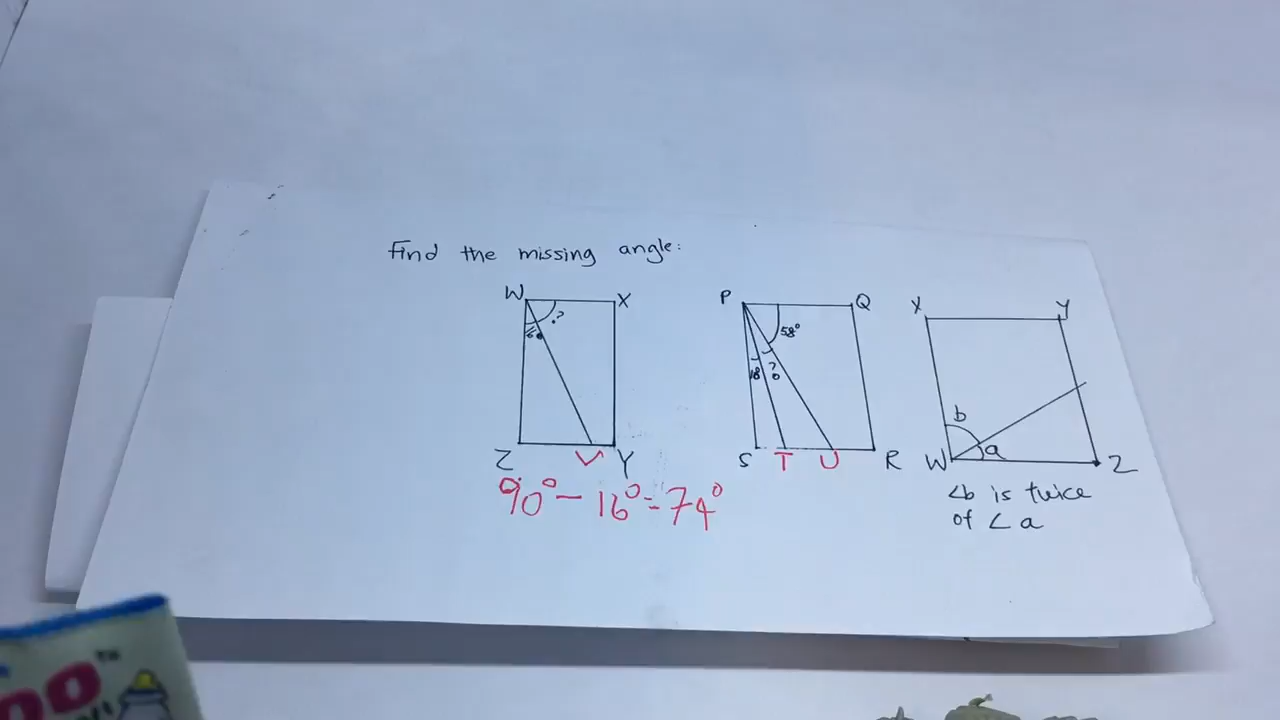 Find the missing angle:
W X
?
16°
Z V Y
90° - 16° = 74°
P Q
58°
18 ?
S T U R
X Y
b
a
W Z
∠b is twice
of ∠a